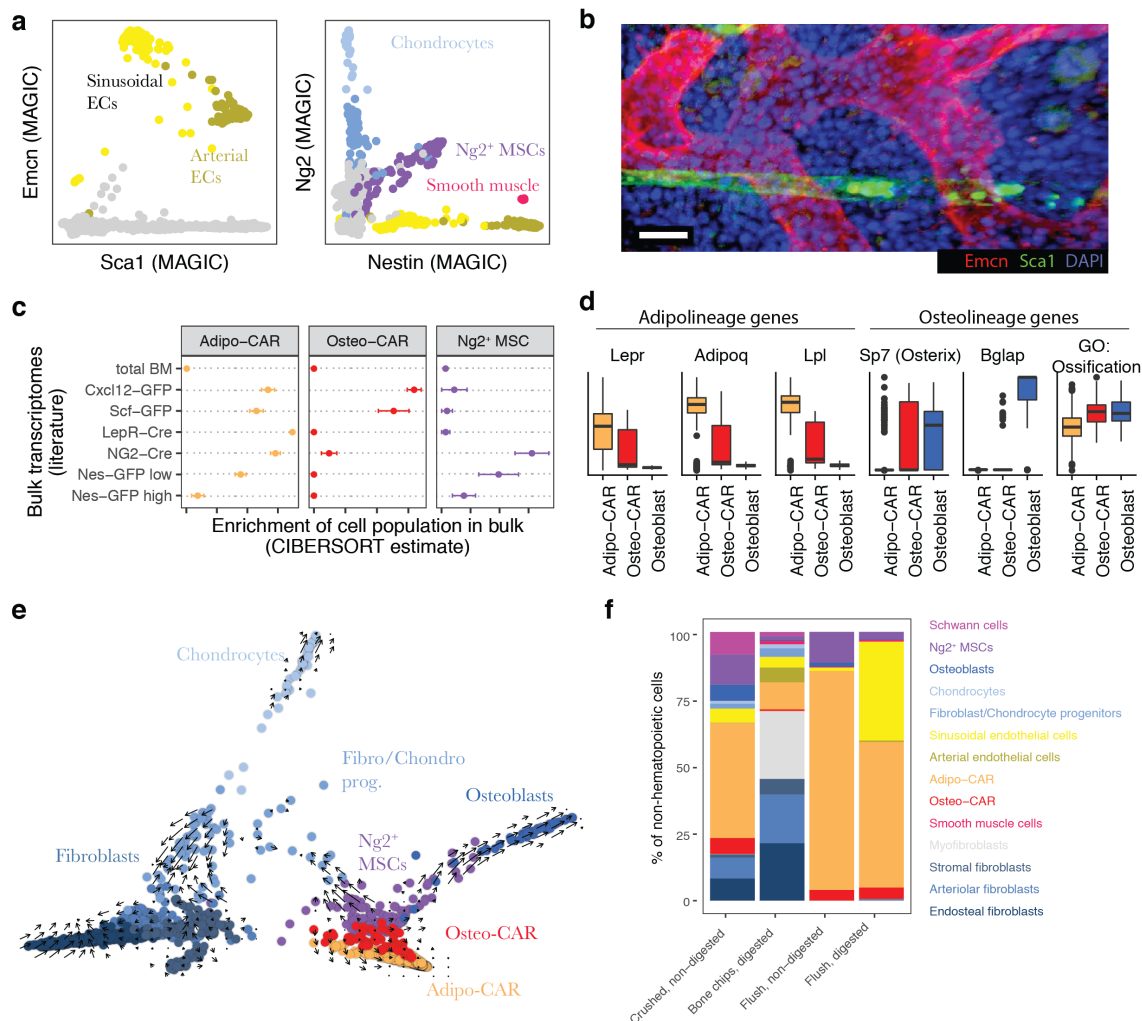 a
Emcn (MAGIC)
Sinusoidal
ECs
Arterial
ECs
Sca1 (MAGIC)
Ng2 (MAGIC)
Chondrocytes
Ng2⁺ MSCs
Smooth muscle
Nestin (MAGIC)
b
Emcn Sca1 DAPI
c
Bulk transcriptomes
(literature)
Adipo−CAR
Osteo−CAR
Ng2⁺ MSC
total BM
Cxcl12−GFP
Scf−GFP
LepR−Cre
NG2−Cre
Nes−GFP low
Nes−GFP high
Enrichment of cell population in bulk
(CIBERSORT estimate)
d
Adipolineage genes
Osteolineage genes
Lepr
Adipoq
Lpl
Sp7 (Osterix)
Bglap
GO:
Ossification
Adipo−CAR
Osteo−CAR
Osteoblast
Adipo−CAR
Osteo−CAR
Osteoblast
Adipo−CAR
Osteo−CAR
Osteoblast
Adipo−CAR
Osteo−CAR
Osteoblast
Adipo−CAR
Osteo−CAR
Osteoblast
Adipo−CAR
Osteo−CAR
Osteoblast
e
Chondrocytes
Fibro/Chondro
prog.
Osteoblasts
Ng2⁺
MSCs
Fibroblasts
Osteo-CAR
Adipo-CAR
f
% of non−hematopoietic cells
100
75
50
25
0
Crushed, non−digested
Bone chips, digested
Flush, non−digested
Flush, digested
Schwann cells
Ng2⁺ MSCs
Osteoblasts
Chondrocytes
Fibroblast/Chondrocyte progenitors
Sinusoidal endothelial cells
Arterial endothelial cells
Adipo−CAR
Osteo−CAR
Smooth muscle cells
Myofibroblasts
Stromal fibroblasts
Arteriolar fibroblasts
Endosteal fibroblasts